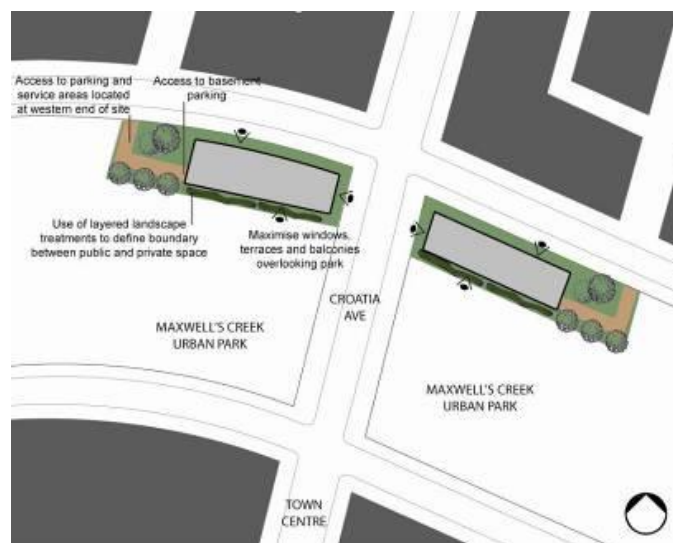 Access to parking and
service areas located
at western end of site
Access to basement
parking
Use of layered landscape
treatments to define boundary
between public and private space
Maximise windows,
terraces and balconies
overlooking park
CROATIA
AVE
MAXWELL'S CREEK
URBAN PARK
MAXWELL'S CREEK
URBAN PARK
TOWN
CENTRE